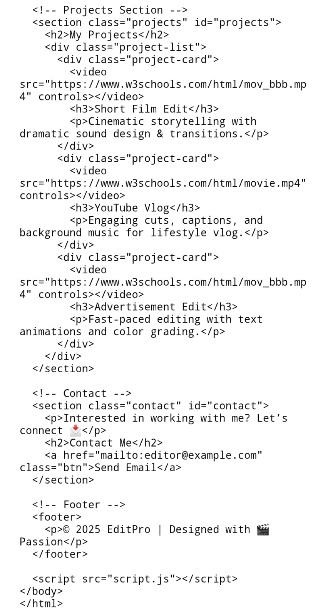 <!-- Projects Section -->
<section class="projects" id="projects">
<h2>My Projects</h2>
<div class="project-list">
<div class="project-card">
<video
src="https://www.w3schools.com/html/mov_bbb.mp
4" controls></video>
<h3>Short Film Edit</h3>
<p>Cinematic storytelling with
dramatic sound design & transitions.</p>
</div>
<div class="project-card">
<video
src="https://www.w3schools.com/html/movie.mp4"
controls></video>
<h3>YouTube Vlog</h3>
<p>Engaging cuts, captions, and
background music for lifestyle vlog.</p>
</div>
<div class="project-card">
<video
src="https://www.w3schools.com/html/mov_bbb.mp
4" controls></video>
<h3>Advertisement Edit</h3>
<p>Fast-paced editing with text
animations and color grading.</p>
</div>
</div>
</section>
<!-- Contact -->
<section class="contact" id="contact">
<p>Interested in working with me? Let’s
connect 📩</p>
<h2>Contact Me</h2>
<a href="mailto:editor@example.com"
class="btn">Send Email</a>
</section>
<!-- Footer -->
<footer>
<p>© 2025 EditPro | Designed with 🎬
Passion</p>
</footer>
<script src="script.js"></script>
</body>
</html>